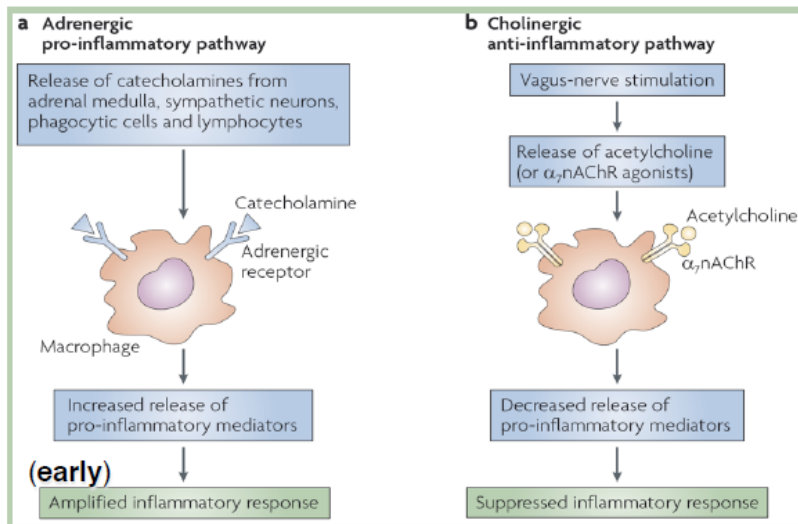 a Adrenergic
pro-inflammatory pathway
Release of catecholamines from
adrenal medulla, sympathetic neurons,
phagocytic cells and lymphocytes
Catecholamine
Adrenergic
receptor
Macrophage
Increased release of
pro-inflammatory mediators
(early)
Amplified inflammatory response
b Cholinergic
anti-inflammatory pathway
Vagus-nerve stimulation
Release of acetylcholine
(or α₇nAChR agonists)
Acetylcholine
α₇nAChR
Decreased release of
pro-inflammatory mediators
Suppressed inflammatory response